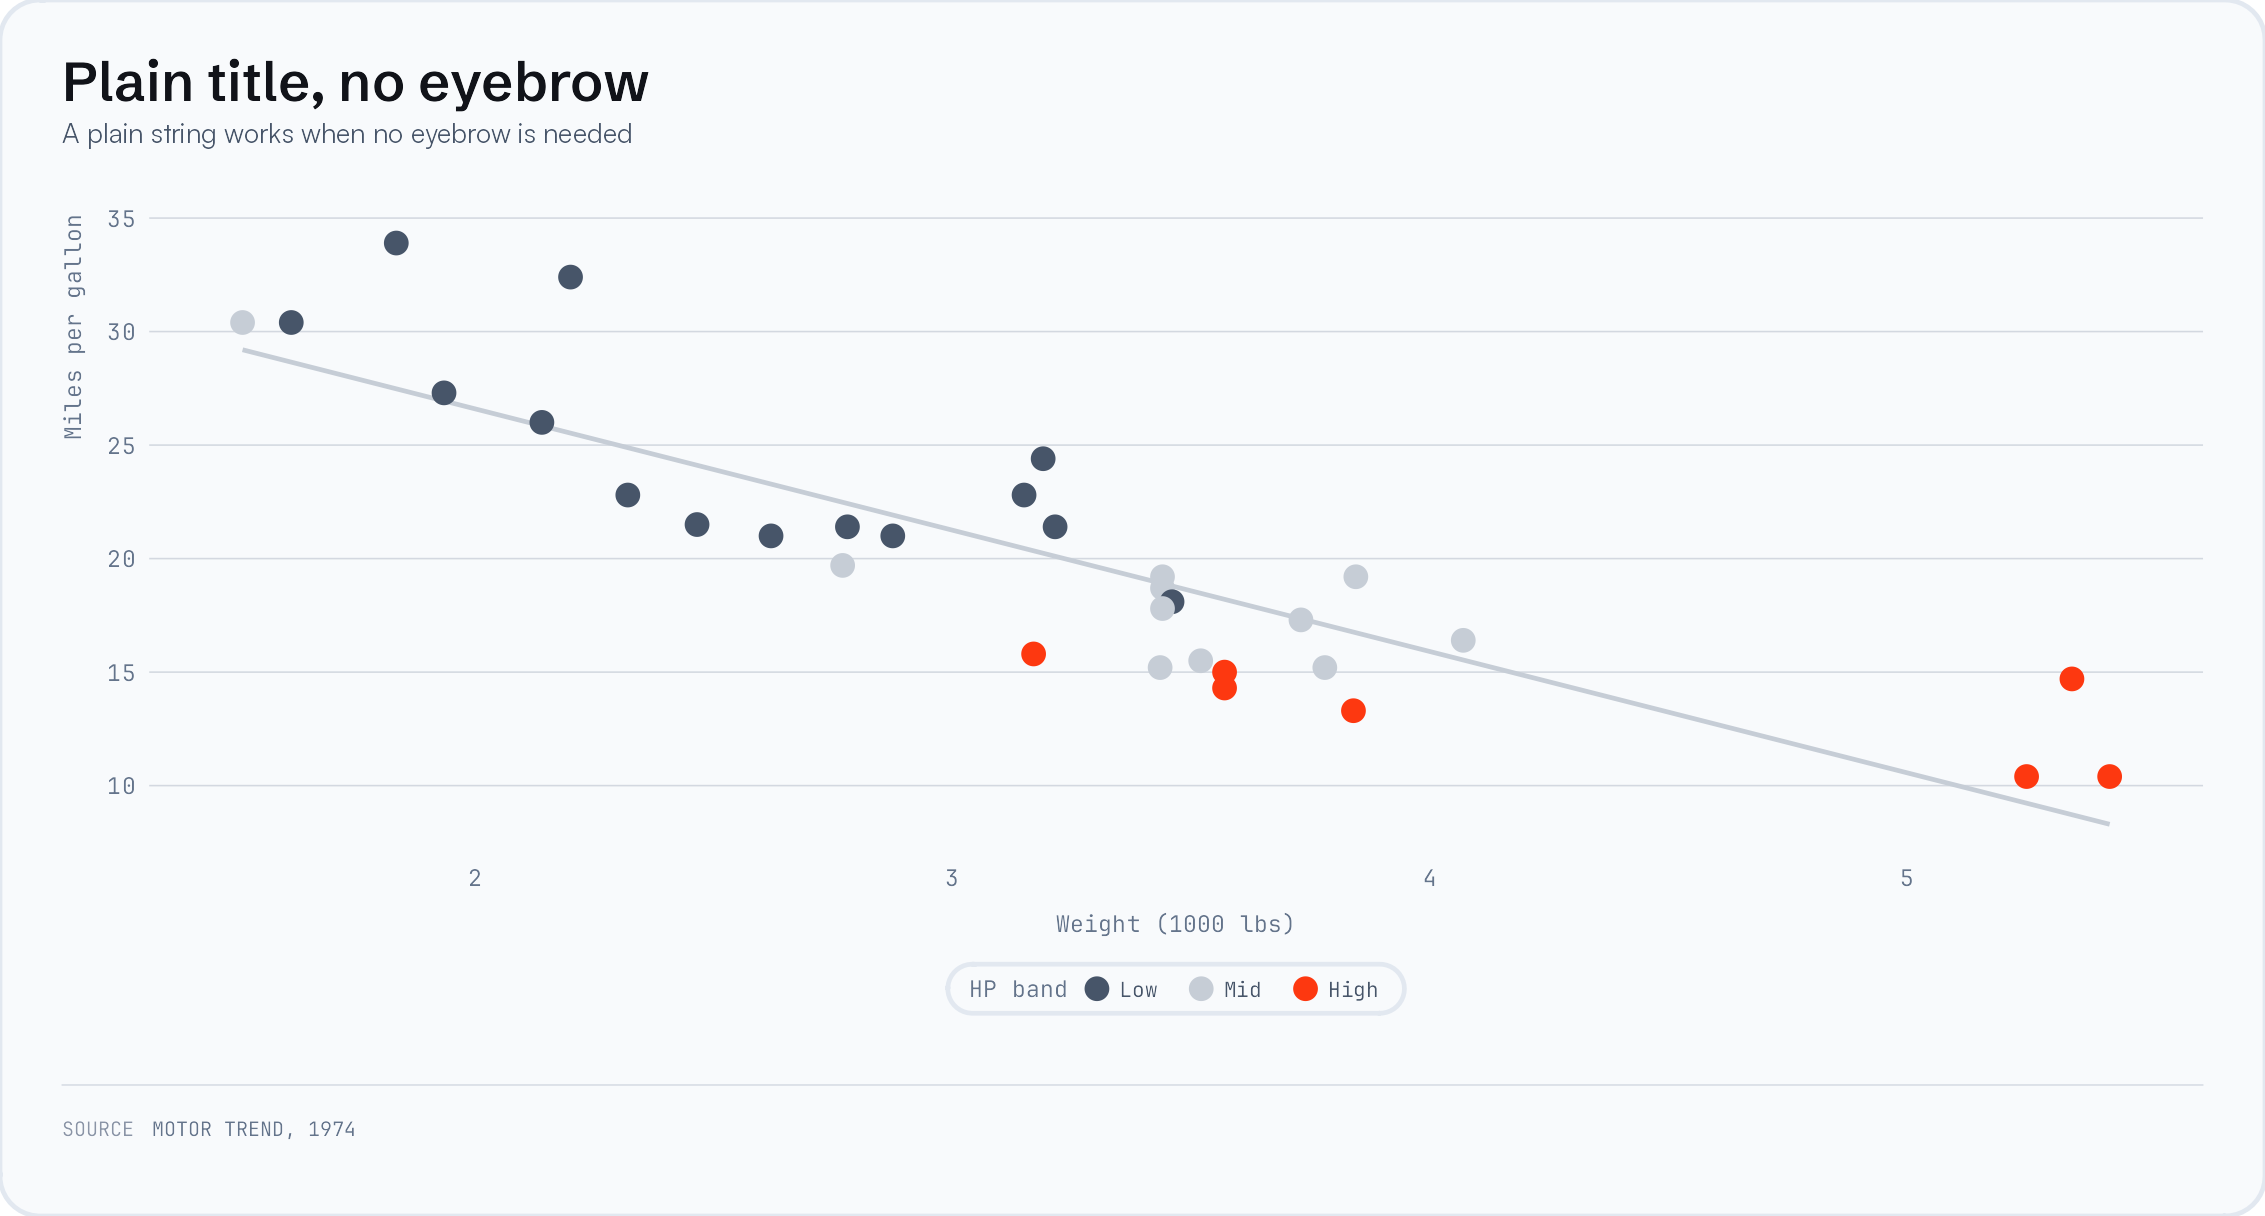 Plain title, no eyebrow
A plain string works when no eyebrow is needed
Miles per gallon
35
30
25
20
15
10
2 3 4 5
Weight (1000 lbs)
HP band Low Mid High
SOURCE MOTOR TREND, 1974